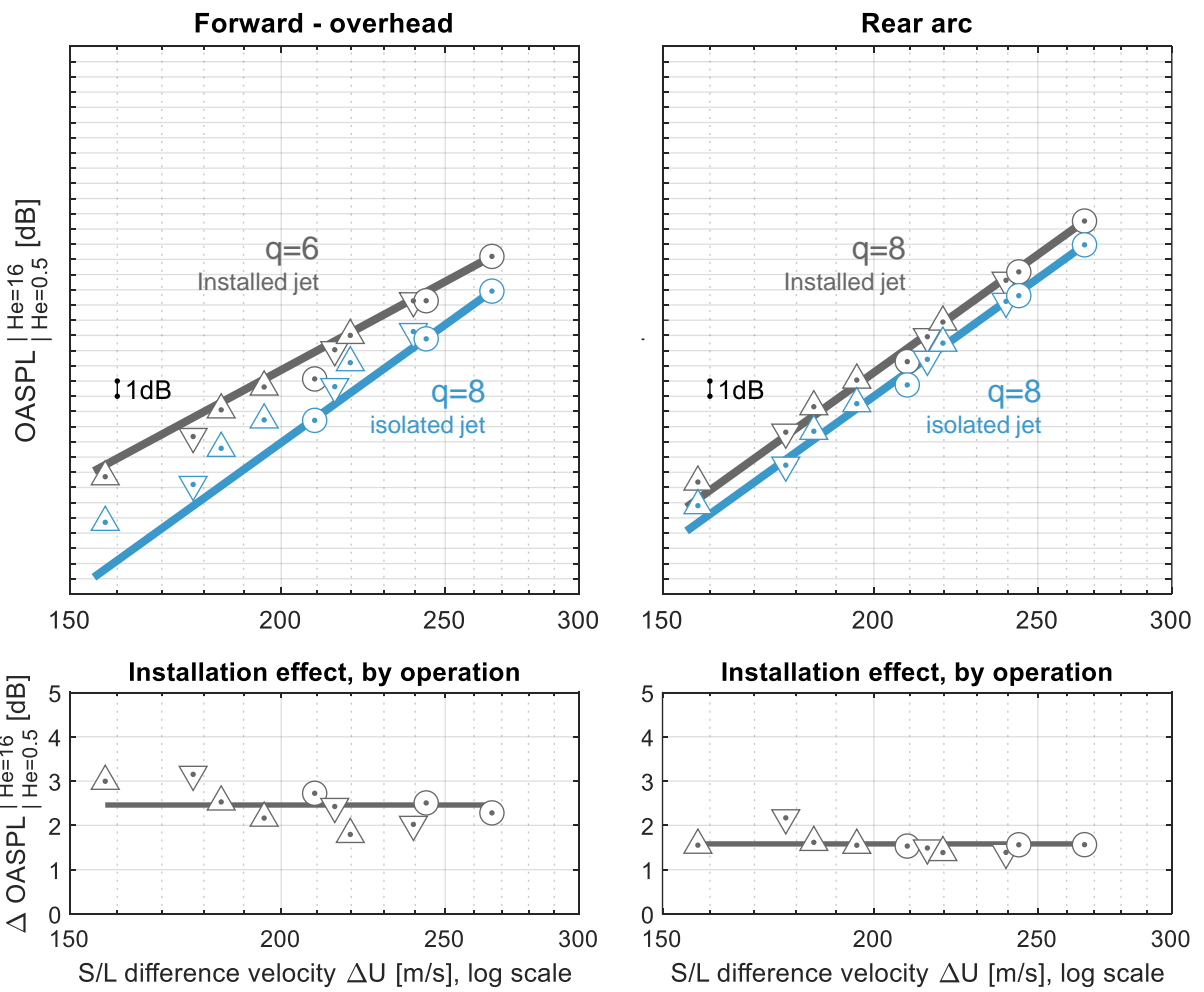 Forward - overhead
Rear arc
OASPL | He=16 | He=0.5 [dB]
q=6
Installed jet
1dB
q=8
isolated jet
150 200 250 300
q=8
Installed jet
1dB
q=8
isolated jet
150 200 250 300
Installation effect, by operation
Installation effect, by operation
Δ OASPL | He=16 | He=0.5 [dB]
5
4
3
2
1
0
150 200 250 300
S/L difference velocity ΔU [m/s], log scale
5
4
3
2
1
0
150 200 250 300
S/L difference velocity ΔU [m/s], log scale